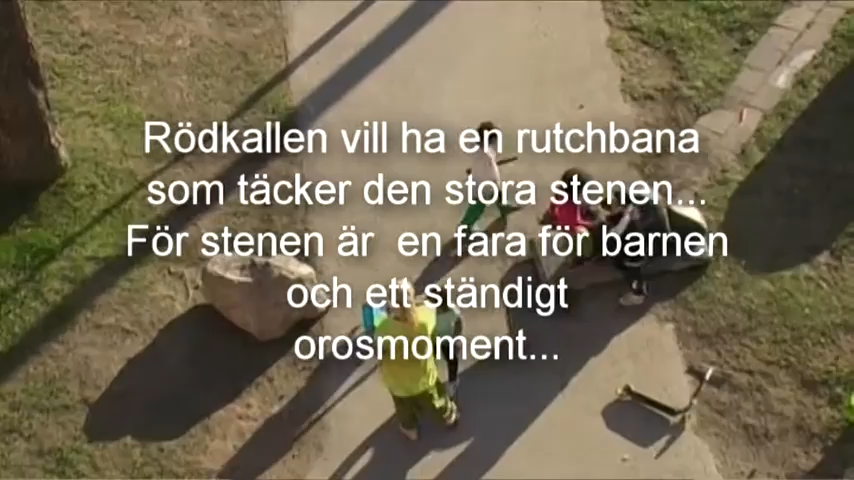 Rödkallen vill ha en rutchbana
som täcker den stora stenen...
För stenen är  en fara för barnen
och ett ständigt
orosmoment...